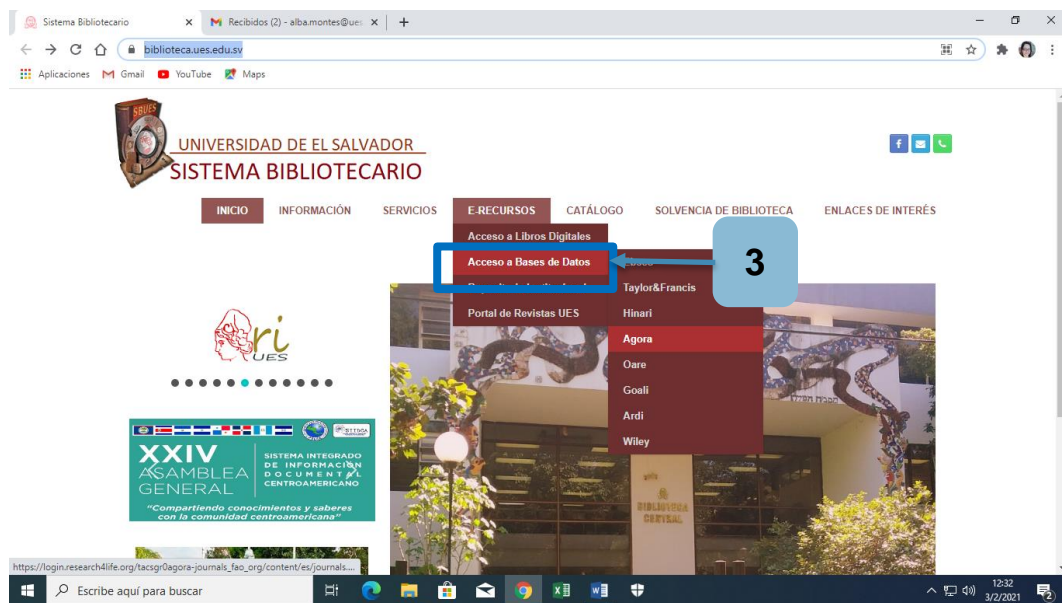 Sistema Bibliotecario
Recibidos (2) - alba.montes@ues
biblioteca.ues.edu.sv
Aplicaciones
Gmail
YouTube
Maps
SBUES
UNIVERSIDAD DE EL SALVADOR
SISTEMA BIBLIOTECARIO
INICIO INFORMACIÓN SERVICIOS E-RECURSOS CATÁLOGO SOLVENCIA DE BIBLIOTECA ENLACES DE INTERÉS
Acceso a Libros Digitales
Acceso a Bases de Datos
Portal de Revistas UES
Taylor&Francis
Hinari
Agora
Oare
Goali
Ardi
Wiley
3
ri
UES
XXIV
ASAMBLEA
GENERAL
SISTEMA INTEGRADO
DE INFORMACIÓN
DOCUMENTAL
CENTROAMERICANO
"Compartiendo conocimientos y saberes
con la comunidad centroamericana"
BIBLIOTECA
CENTRAL
https://login.research4life.org/tacsgr0agora-journals_fao_org/content/es/journals....
Escribe aquí para buscar
12:32
3/2/2021
2